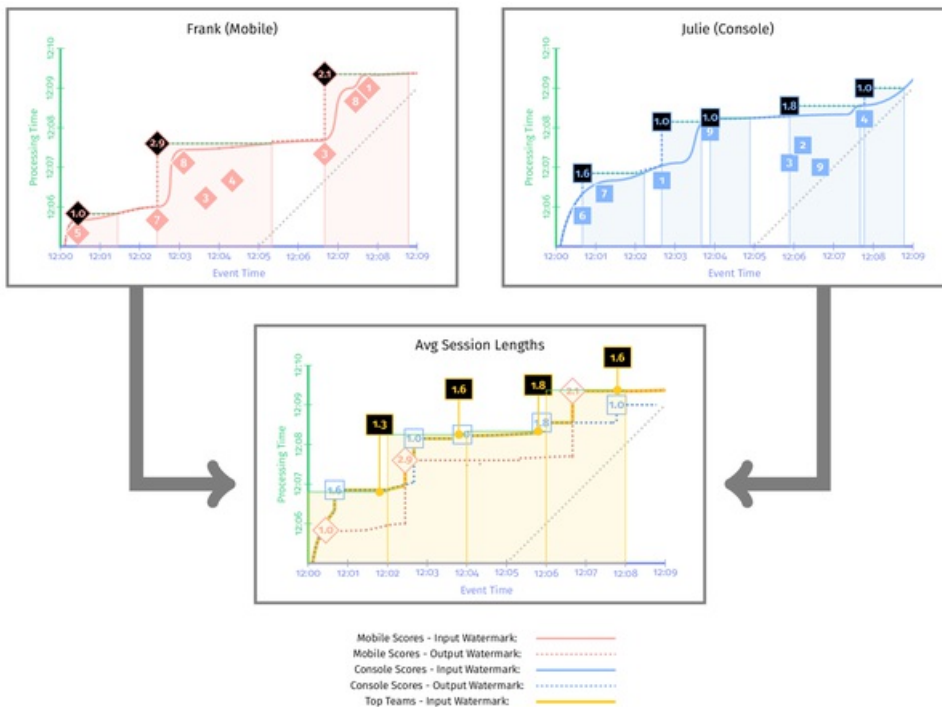 Frank (Mobile)
Processing Time
12:10
12:09
12:08
12:07
12:06
1.0
2.9
2.1
5
7
8
3
4
3
8
1
12:00 12:01 12:02 12:03 12:04 12:05 12:06 12:07 12:08 12:09
Event Time
Julie (Console)
Processing Time
12:10
12:09
12:08
12:07
12:06
1.6
1.0
1.0
1.8
1.0
6
7
1
9
3
2
9
4
12:00 12:01 12:02 12:03 12:04 12:05 12:06 12:07 12:08 12:09
Event Time
Avg Session Lengths
Processing Time
12:10
12:09
12:08
12:07
12:06
1.3
1.6
1.8
1.6
1.0
1.6
2.9
1.0
1.8
2.1
1.0
12:00 12:01 12:02 12:03 12:04 12:05 12:06 12:07 12:08 12:09
Event Time
Mobile Scores - Input Watermark:
Mobile Scores - Output Watermark:
Console Scores - Input Watermark:
Console Scores - Output Watermark:
Top Teams - Input Watermark: